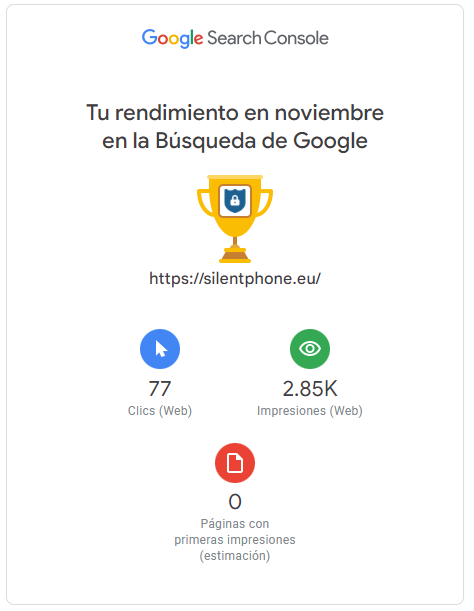 Google Search Console
Tu rendimiento en noviembre
en la Búsqueda de Google
https://silentphone.eu/
77
Clics (Web)
2.85K
Impresiones (Web)
0
Páginas con
primeras impresiones
(estimación)